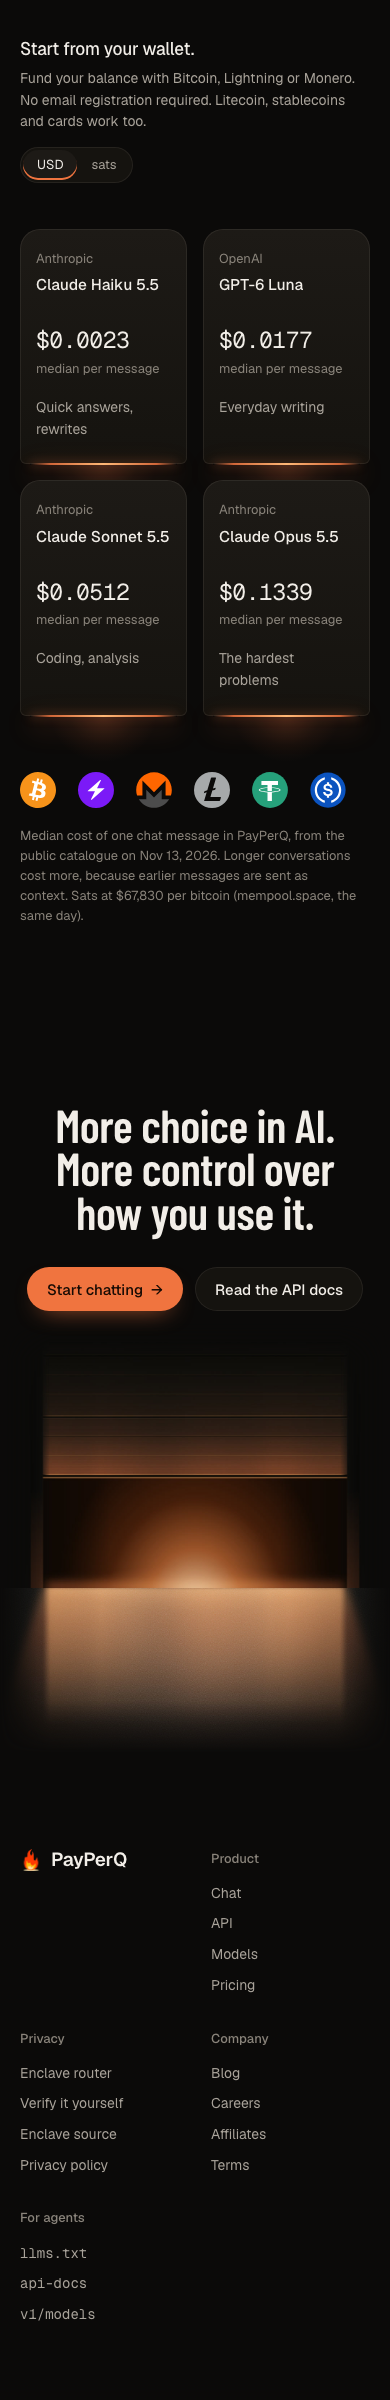 Start from your wallet.
Fund your balance with Bitcoin, Lightning or Monero.
No email registration required. Litecoin, stablecoins
and cards work too.
USD
sats
Anthropic
Claude Haiku 5.5
$0.0023
median per message
Quick answers,
rewrites
OpenAI
GPT-6 Luna
$0.0177
median per message
Everyday writing
Anthropic
Claude Sonnet 5.5
$0.0512
median per message
Coding, analysis
Anthropic
Claude Opus 5.5
$0.1339
median per message
The hardest
problems
Median cost of one chat message in PayPerQ, from the
public catalogue on Nov 13, 2026. Longer conversations
cost more, because earlier messages are sent as
context. Sats at $67,830 per bitcoin (mempool.space, the
same day).
More choice in AI.
More control over
how you use it.
Start chatting →
Read the API docs
PayPerQ
Product
Chat
API
Models
Pricing
Privacy
Enclave router
Verify it yourself
Enclave source
Privacy policy
Company
Blog
Careers
Affiliates
Terms
For agents
llms.txt
api-docs
v1/models